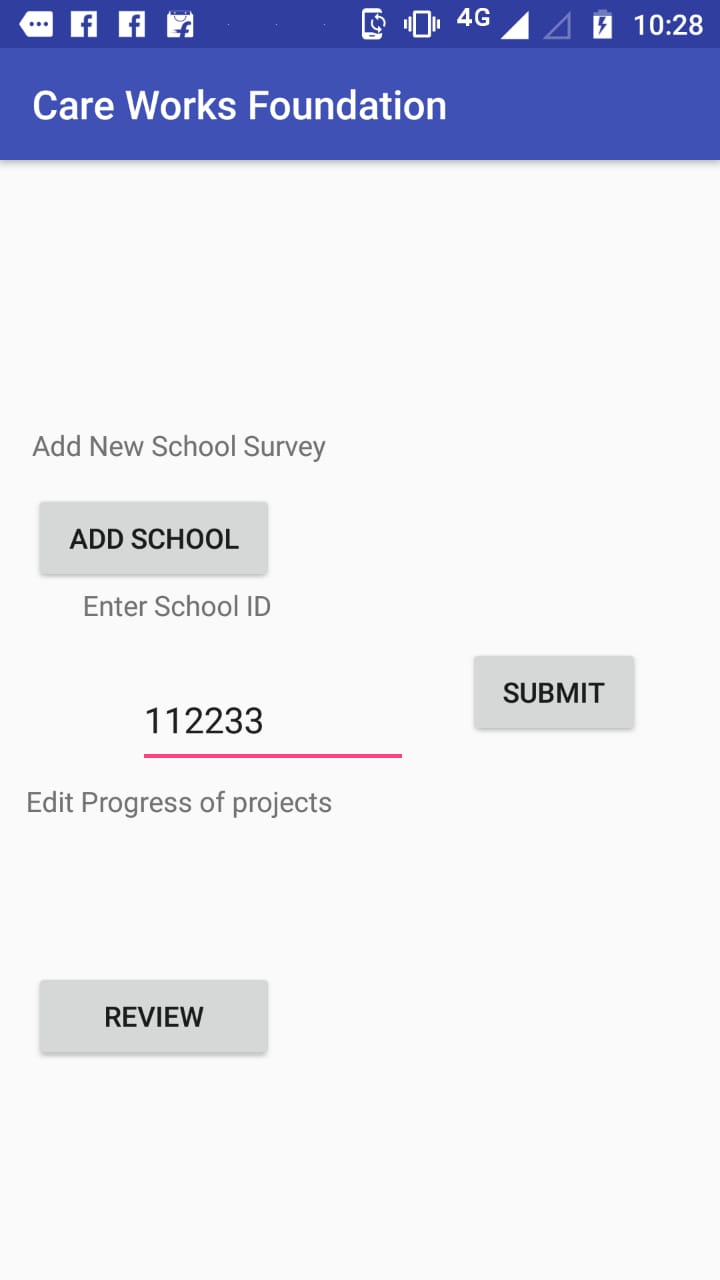 4G 10:28
Care Works Foundation
Add New School Survey
ADD SCHOOL
Enter School ID
SUBMIT
112233
Edit Progress of projects
REVIEW